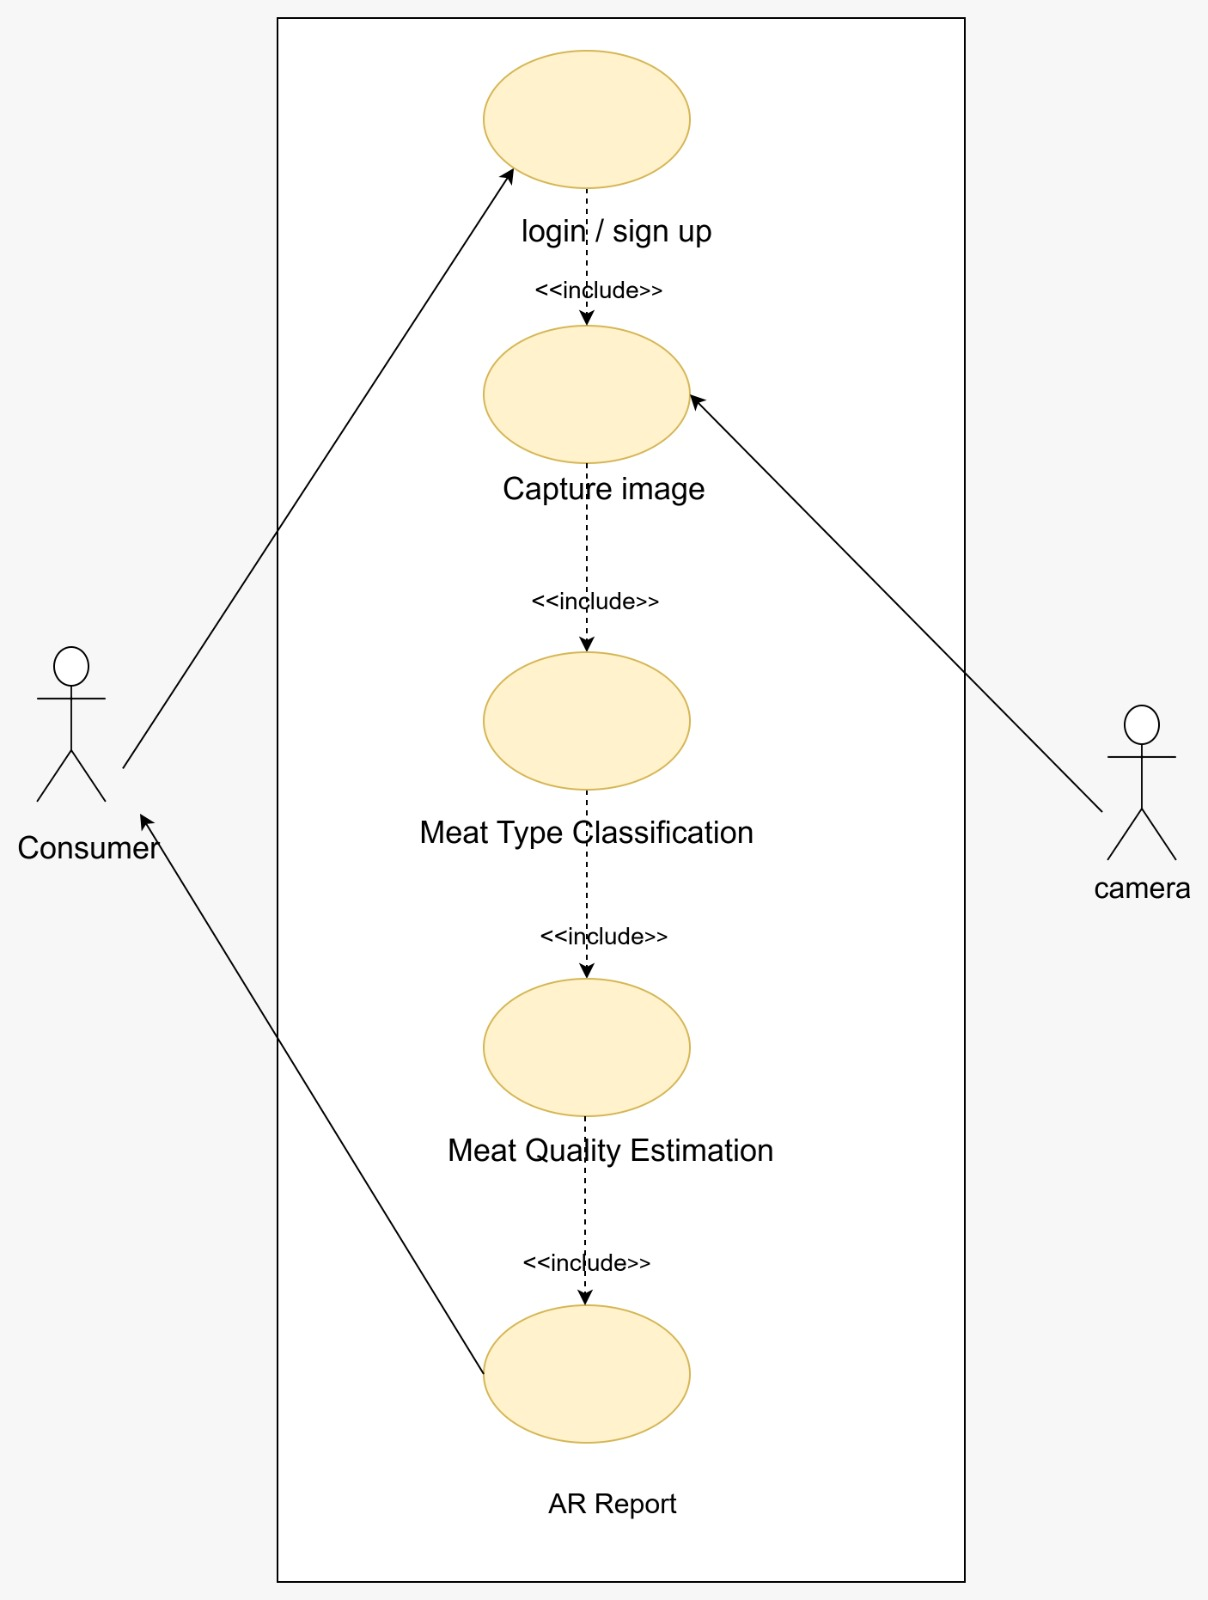 login / sign up
<<include>>
Capture image
<<include>>
Consumer
Meat Type Classification
camera
<<include>>
Meat Quality Estimation
<<include>>
AR Report